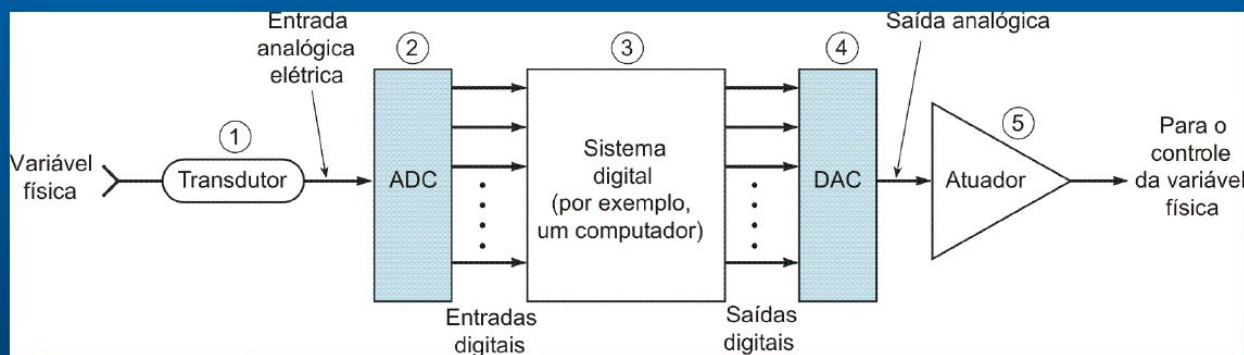 Variável
física
1
Transdutor
Entrada
analógica
elétrica
2
ADC
Entradas
digitais
3
Sistema
digital
(por exemplo,
um computador)
Saídas
digitais
4
DAC
Saída analógica
5
Atuador
Para o
controle
da variável
física